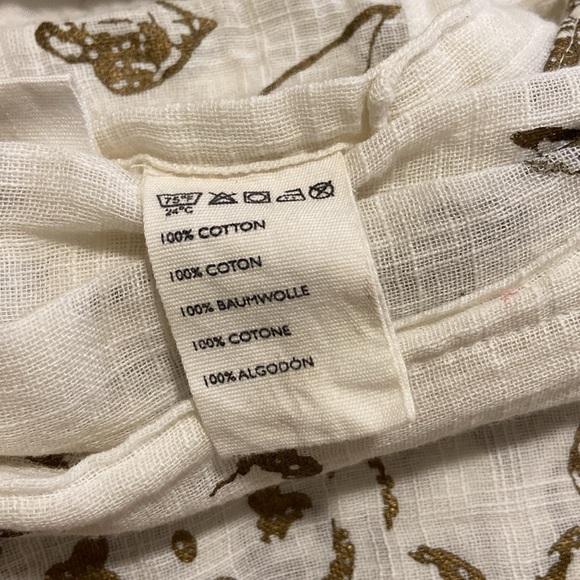 75°F
24°C
100% COTTON
100% COTON
100% BAUMWOLLE
100% COTONE
100% ALGODÓN